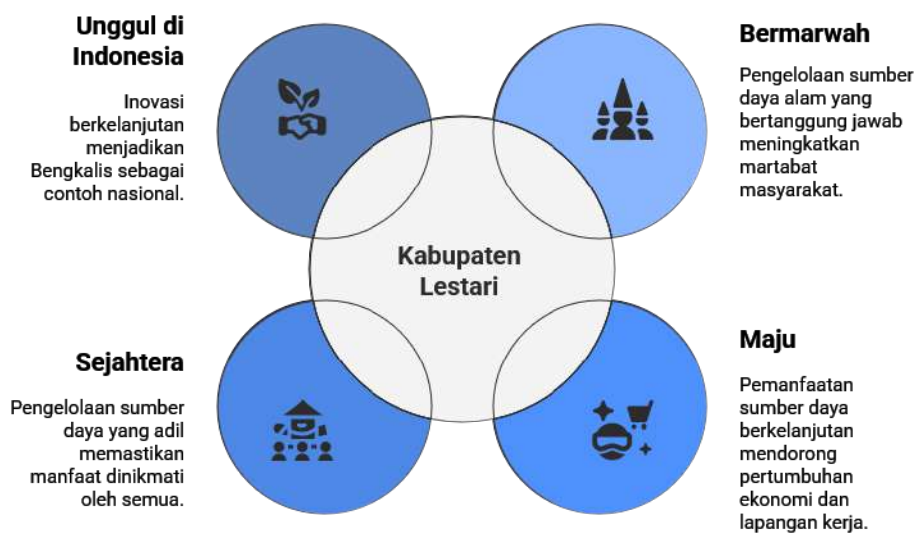 Unggul di
Indonesia
Inovasi
berkelanjutan
menjadikan
Bengkalis sebagai
contoh nasional.
Bermarwah
Pengelolaan sumber
daya alam yang
bertanggung jawab
meningkatkan
martabat
masyarakat.
Kabupaten
Lestari
Sejahtera
Pengelolaan sumber
daya yang adil
memastikan
manfaat dinikmati
oleh semua.
Maju
Pemanfaatan
sumber daya
berkelanjutan
mendorong
pertumbuhan
ekonomi dan
lapangan kerja.